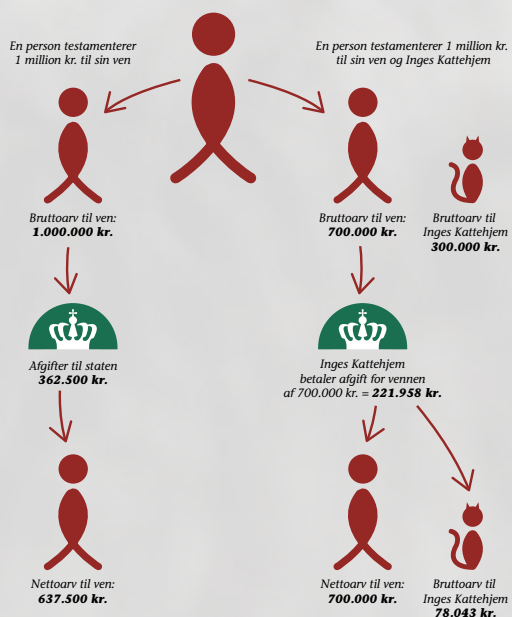 En person testamenterer
1 million kr. til sin ven
En person testamenterer 1 million kr.
til sin ven og Inges Kattehjem
Bruttoarv til ven:
1.000.000 kr.
Bruttoarv til ven:
700.000 kr.
Bruttoarv til
Inges Kattehjem
300.000 kr.
Afgifter til staten
362.500 kr.
Inges Kattehjem
betaler afgift for vennen
af 700.000 kr. = 221.958 kr.
Nettoarv til ven:
637.500 kr.
Nettoarv til ven:
700.000 kr.
Bruttoarv til
Inges Kattehjem
78.043 kr.